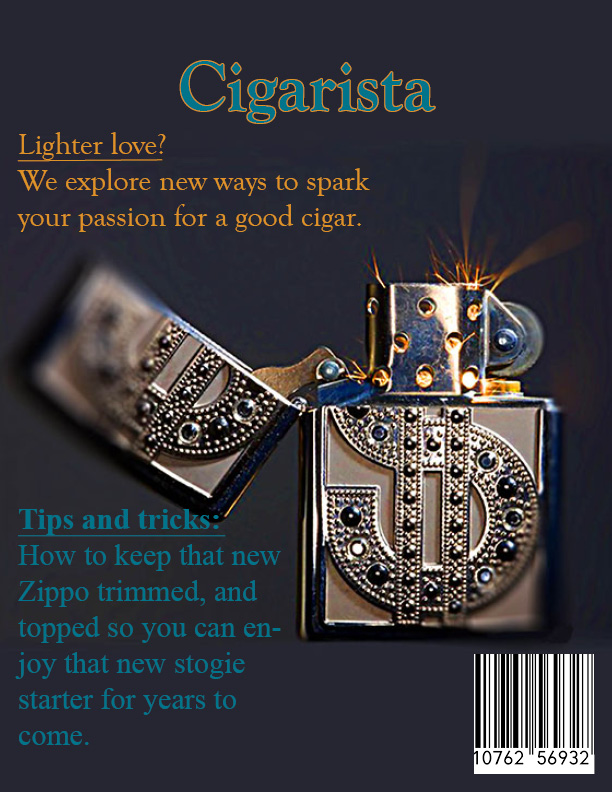 Cigarista
Lighter love?
We explore new ways to spark
your passion for a good cigar.
Tips and tricks:
How to keep that new
Zippo trimmed, and
topped so you can en-
joy that new stogie
starter for years to
come.
10762 56932